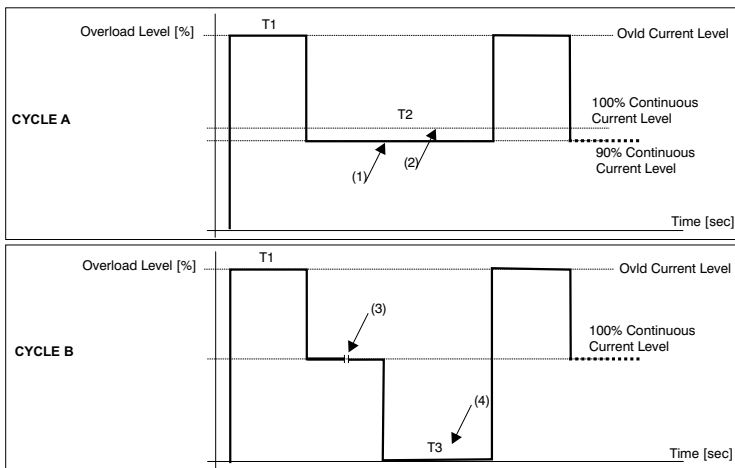 Overload Level [%]
T1
Ovld Current Level
CYCLE A
T2
100% Continuous
Current Level
(1)
(2)
90% Continuous
Current Level
Time [sec]
Overload Level [%]
T1
Ovld Current Level
(3)
100% Continuous
Current Level
CYCLE B
(4)
T3
Time [sec]